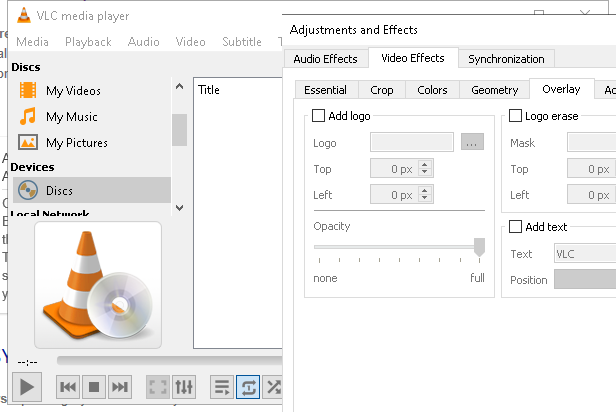 VLC media player
Media Playback Audio Video Subtitle
Discs
My Videos
My Music
My Pictures
Devices
Discs
Local Network
Title
--:--
Adjustments and Effects
Audio Effects Video Effects Synchronization
Essential Crop Colors Geometry Overlay
Add logo
Logo ...
Top 0 px
Left 0 px
Opacity
none full
Logo erase
Mask
Top 0 px
Left 0 px
Add text
Text VLC
Position